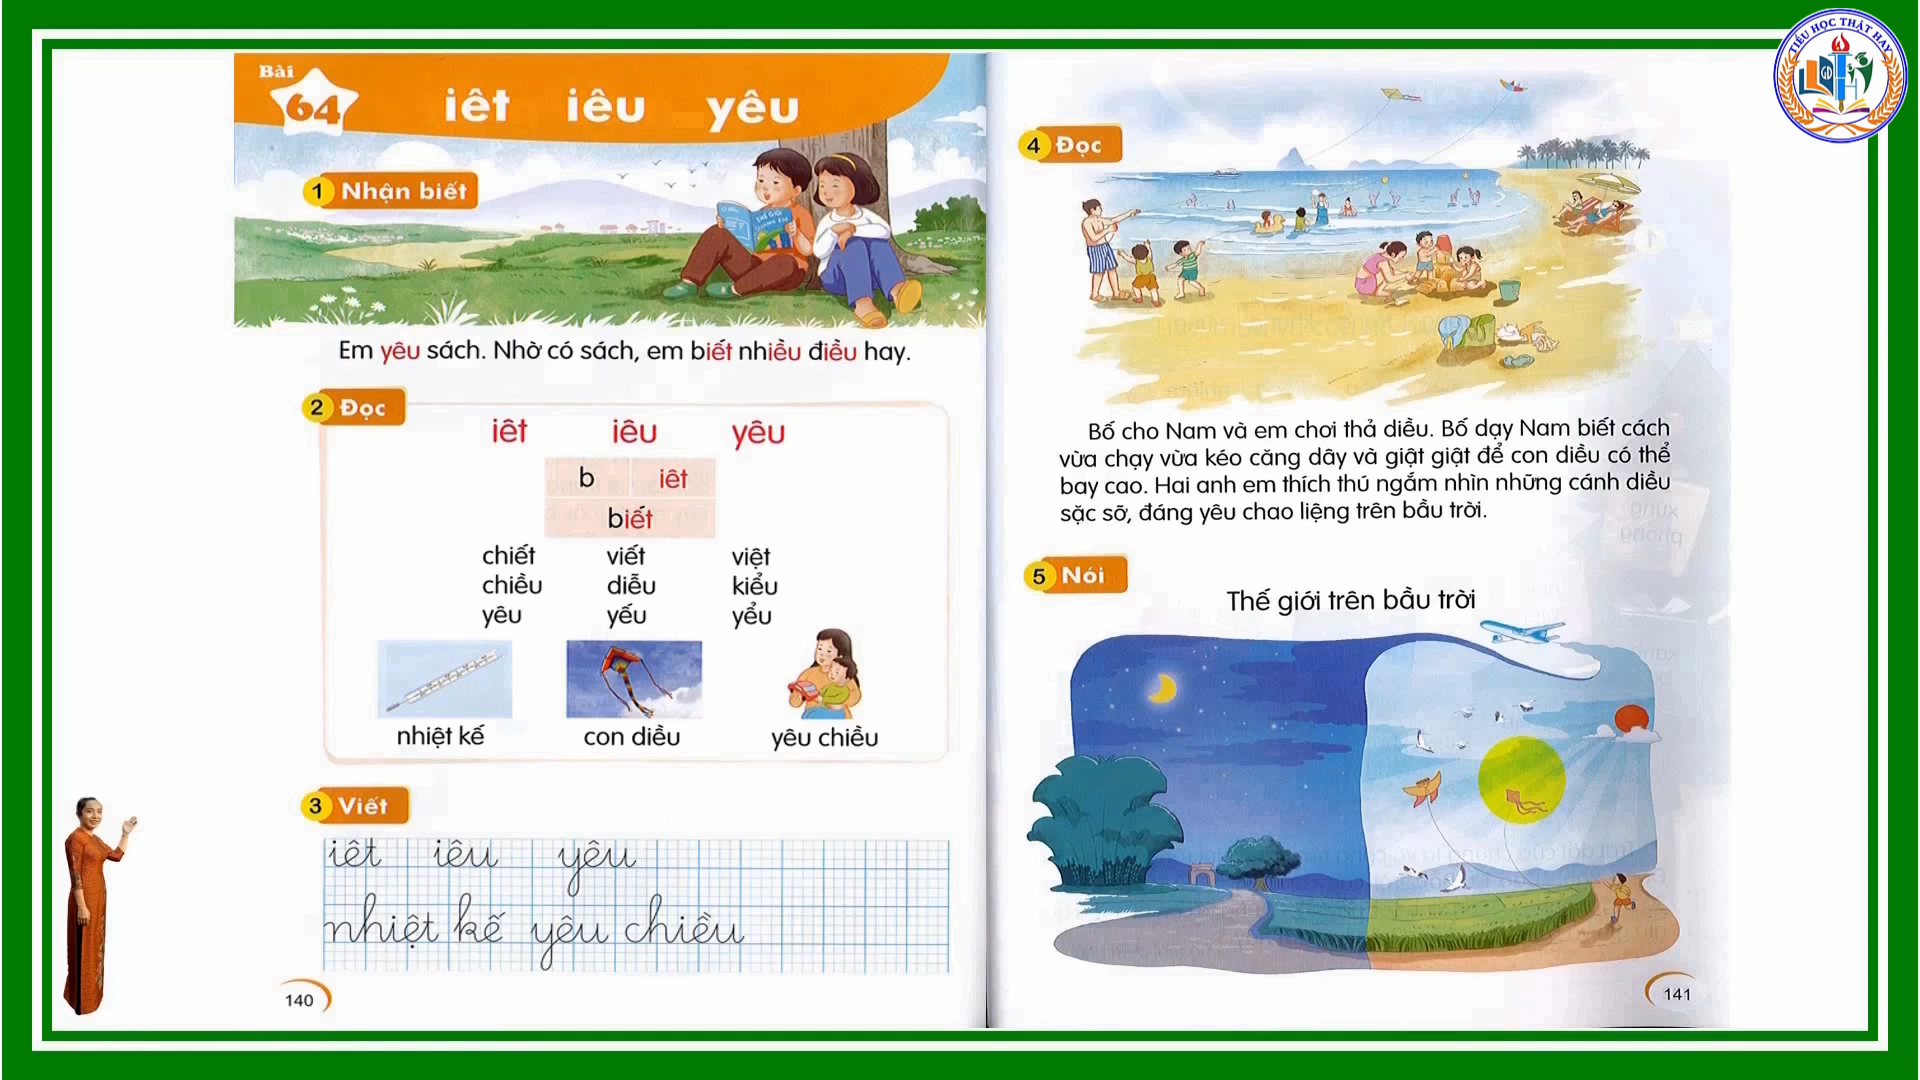 TIỂU HỌC THẬT HAY
GD
Bài
64
iêt iêu yêu
1 Nhận biết
Em yêu sách. Nhờ có sách, em biết nhiều điều hay.
2 Đọc
iêt iêu yêu
b iêt
biết
chiết viết việt
chiều diễu kiểu
yêu yếu yểu
nhiệt kế con diều yêu chiều
3 Viết
iêt iêu yêu
nhiệt kế yêu chiều
140
4 Đọc
Bố cho Nam và em chơi thả diều. Bố dạy Nam biết cách
vừa chạy vừa kéo căng dây và giật giật để con diều có thể
bay cao. Hai anh em thích thú ngắm nhìn những cánh diều
sặc sỡ, đáng yêu chao liệng trên bầu trời.
5 Nói
Thế giới trên bầu trời
141